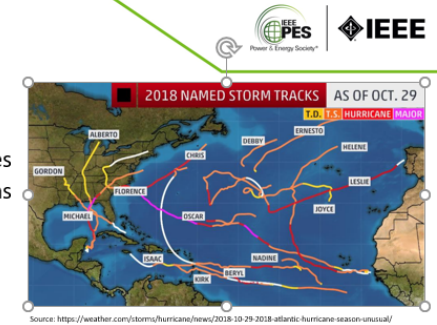 IEEE
PES
Power & Energy Society®
IEEE
2018 NAMED STORM TRACKS
AS OF OCT. 29
T.D. T.S. HURRICANE MAJOR
ALBERTO
ERNESTO
DEBBY
HELENE
CHRIS
es
GORDON
LESLIE
FLORENCE
as
JOYCE
MICHAEL
OSCAR
ISAAC
NADINE
BERYL
KIRK
Source: https://weather.com/storms/hurricane/news/2018-10-29-2018-atlantic-hurricane-season-unusual/